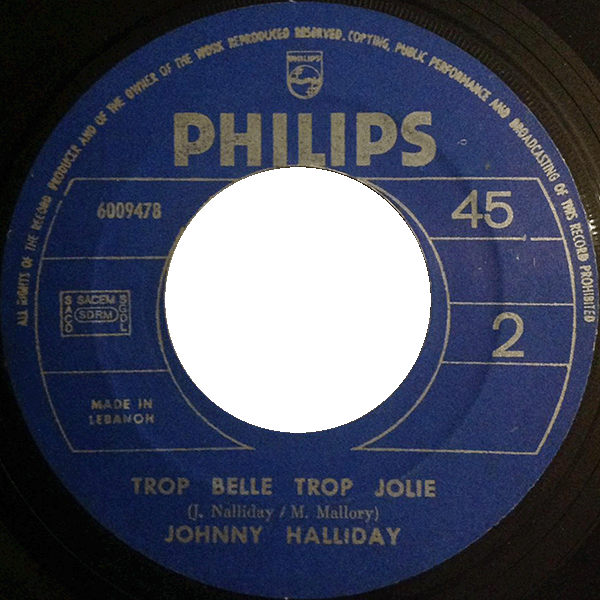 ALL RIGHTS OF THE RECORD PRODUCER AND OF THE OWNER OF THE WORK REPRODUCED RESERVED. COPYING, PUBLIC PERFORMANCE AND BROADCASTING OF THIS RECORD PROHIBITED
PHILIPS
PHILIPS
6009478
45
SACEM
SACD
SDRM
SGDL
2
MADE IN
LEBANOH
TROP BELLE TROP JOLIE
(J. Nalliday / M. Mallory)
JOHNNY HALLIDAY